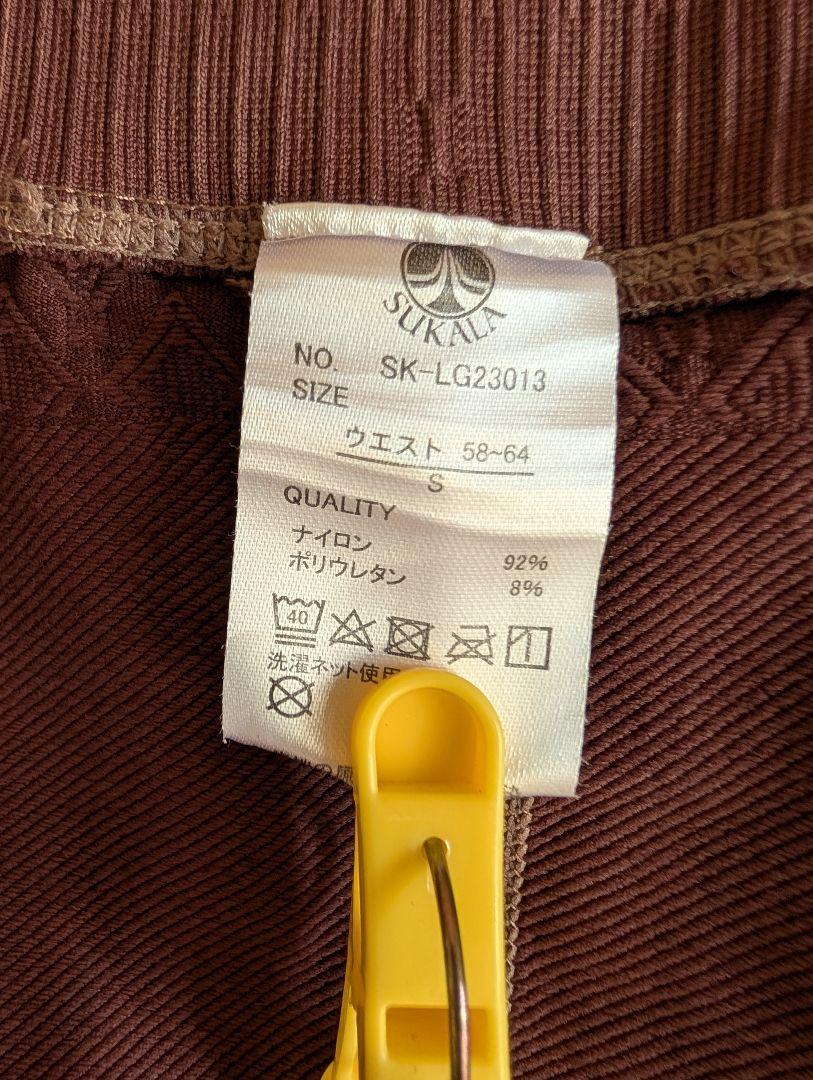 SUKALA
NO. SK-LG23013
SIZE
ウエスト 58~64
S
QUALITY
ナイロン 92%
ポリウレタン 8%
40
洗濯ネット使用